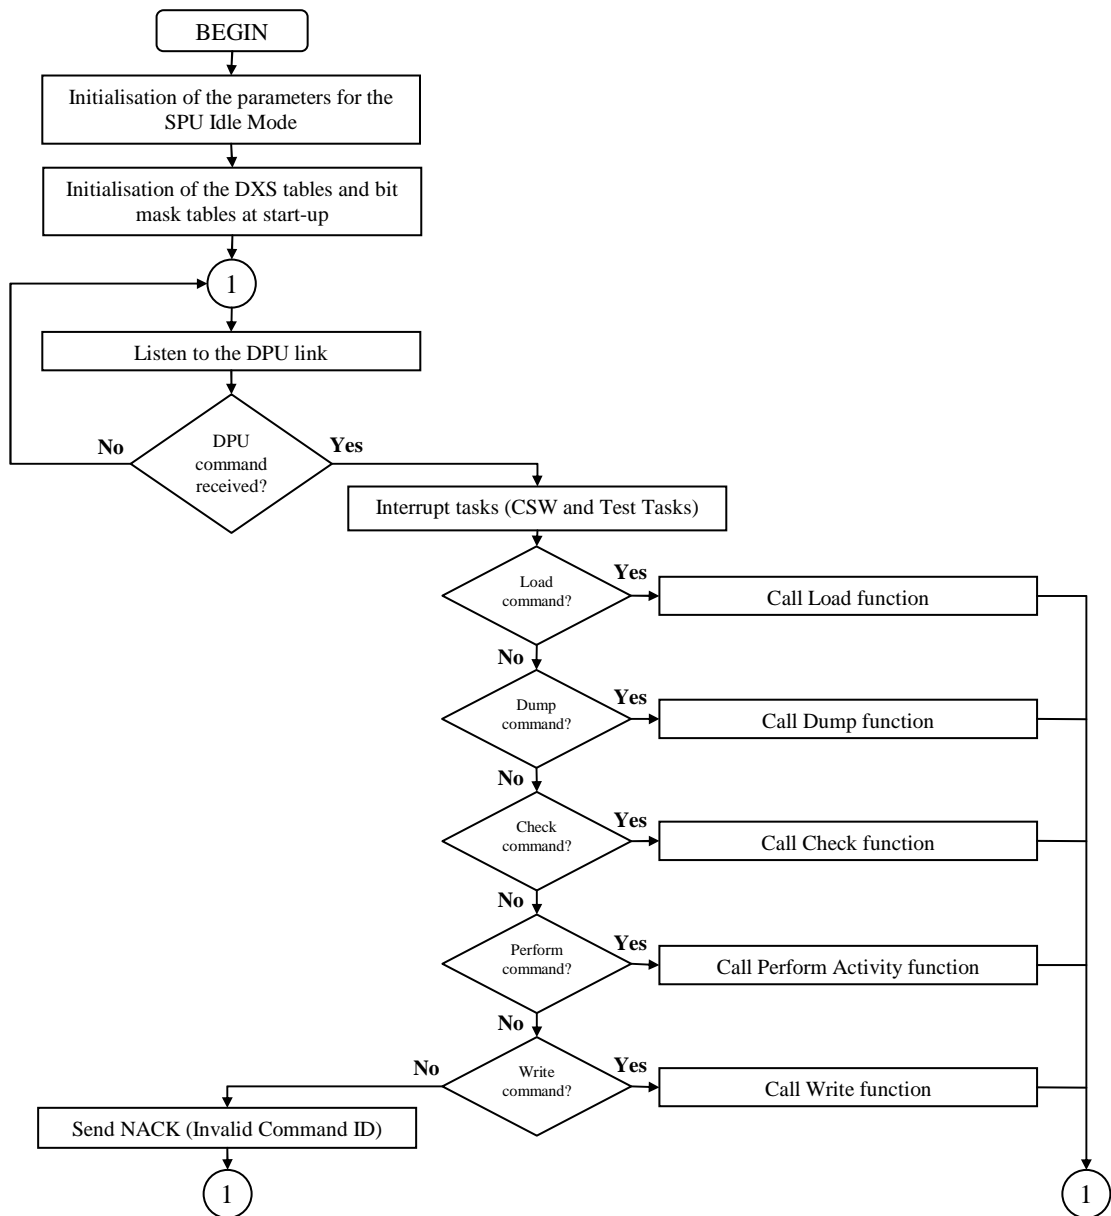 BEGIN
Initialisation of the parameters for the
SPU Idle Mode
Initialisation of the DXS tables and bit
mask tables at start-up
1
Listen to the DPU link
No
DPU
command
received?
Yes
Interrupt tasks (CSW and Test Tasks)
Load
command?
Yes
Call Load function
No
Dump
command?
Yes
Call Dump function
No
Check
command?
Yes
Call Check function
No
Perform
command?
Yes
Call Perform Activity function
No
Write
command?
Yes
Call Write function
No
Send NACK (Invalid Command ID)
1
1